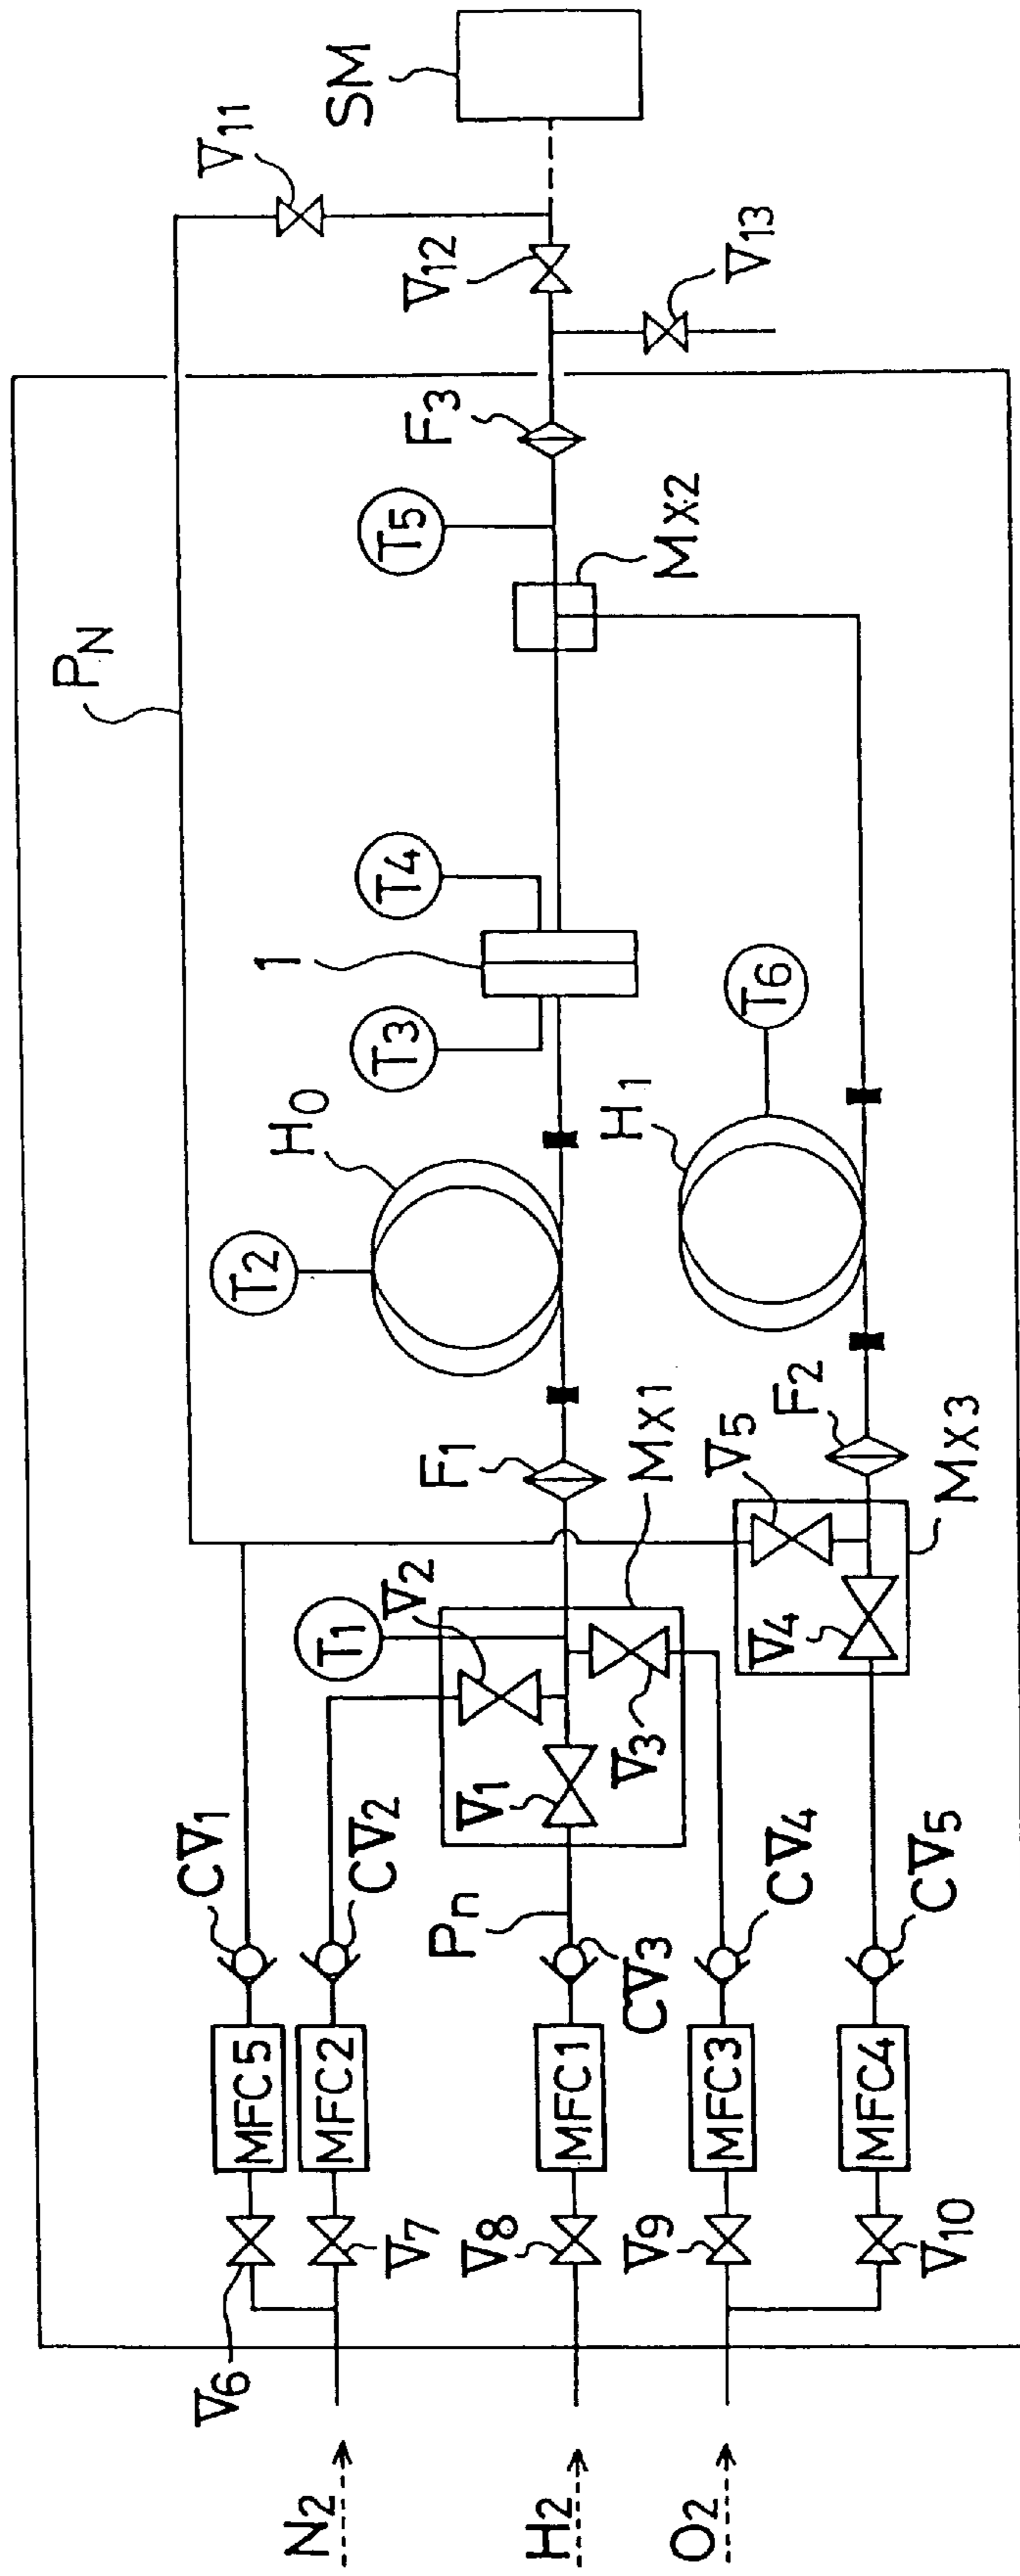 SM
V11
V12
V13
F3
T5
MX2
PN
T4
1
T3
T6
H0
H1
T2
F1
MX1
V5
F2
MX3
T1
V2
V3
V1
V4
CV1
CV2
Pn
CV3
CV4
CV5
MFC5
MFC2
MFC1
MFC3
MFC4
V6
V7
V8
V9
V10
N2
H2
O2